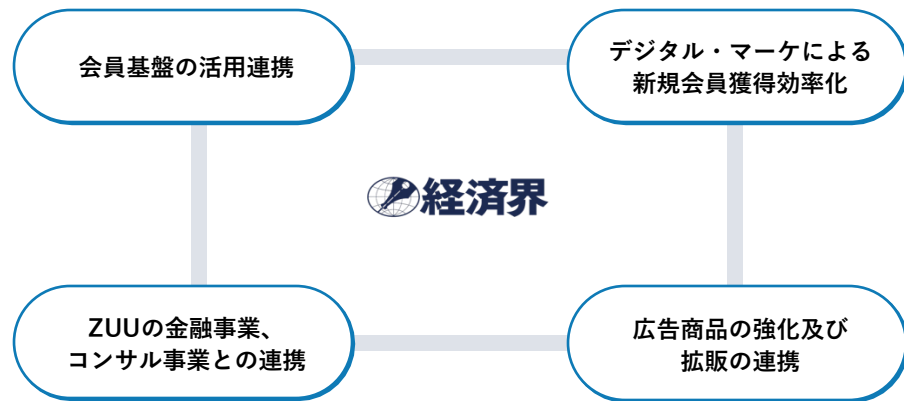 会員基盤の活用連携
デジタル・マーケによる
新規会員獲得効率化
経済界
ZUUの金融事業、
コンサル事業との連携
広告商品の強化及び
拡販の連携